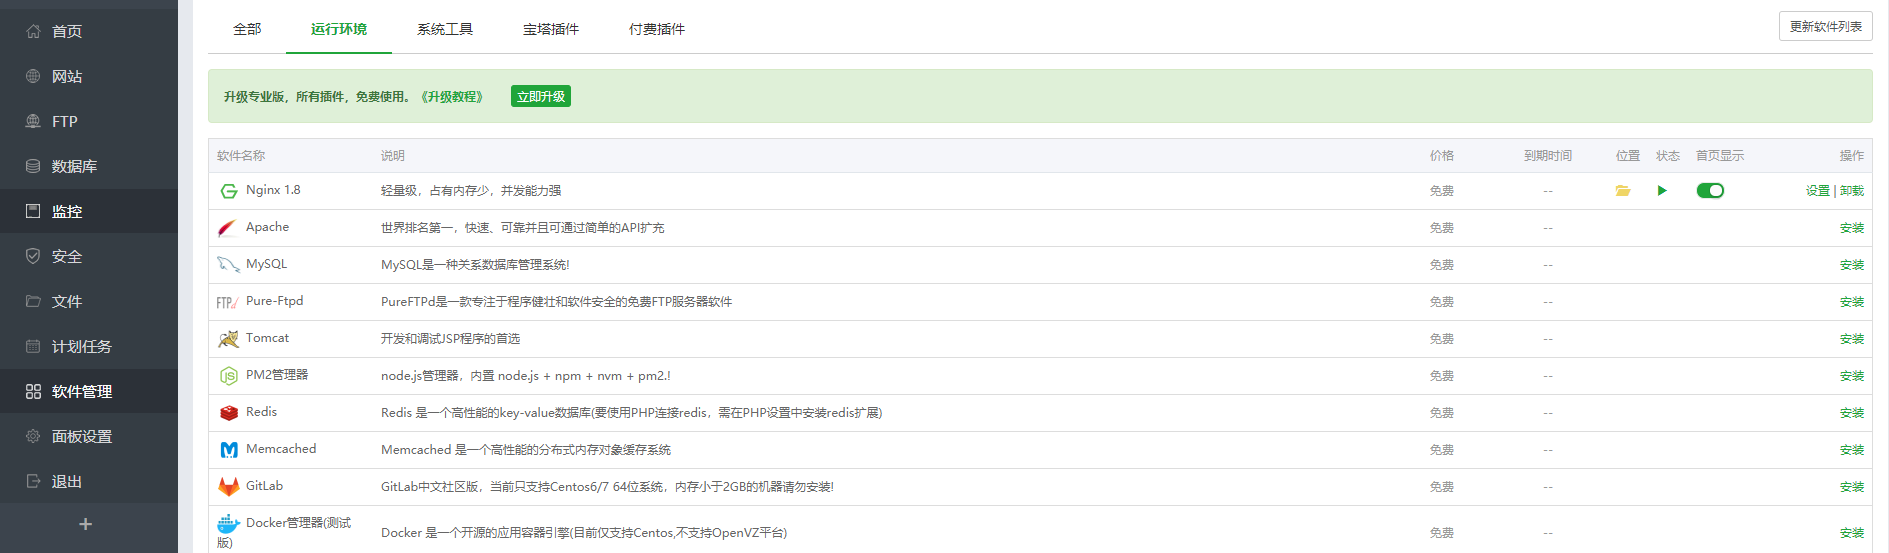 首页
网站
FTP
数据库
监控
安全
文件
计划任务
软件管理
面板设置
退出
全部 运行环境 系统工具 宝塔插件 付费插件 更新软件列表
升级专业版，所有插件，免费使用。《升级教程》 立即升级
软件名称 说明 价格 到期时间 位置 状态 首页显示 操作
Nginx 1.8 轻量级，占有内存少，并发能力强 免费 -- 设置 | 卸载
Apache 世界排名第一，快速、可靠并且可通过简单的API扩充 免费 -- 安装
MySQL MySQL是一种关系数据库管理系统! 免费 -- 安装
FTP Pure-Ftpd PureFTPd是一款专注于程序健壮和软件安全的免费FTP服务器软件 免费 -- 安装
Tomcat 开发和调试JSP程序的首选 免费 -- 安装
JS PM2管理器 node.js管理器，内置 node.js + npm + nvm + pm2.! 免费 -- 安装
Redis Redis 是一个高性能的key-value数据库(要使用PHP连接redis，需在PHP设置中安装redis扩展) 免费 -- 安装
Memcached Memcached 是一个高性能的分布式内存对象缓存系统 免费 -- 安装
GitLab GitLab中文社区版，当前只支持Centos6/7 64位系统，内存小于2GB的机器请勿安装! 免费 -- 安装
Docker管理器(测试
版) Docker 是一个开源的应用容器引擎(目前仅支持Centos,不支持OpenVZ平台) 免费 -- 安装